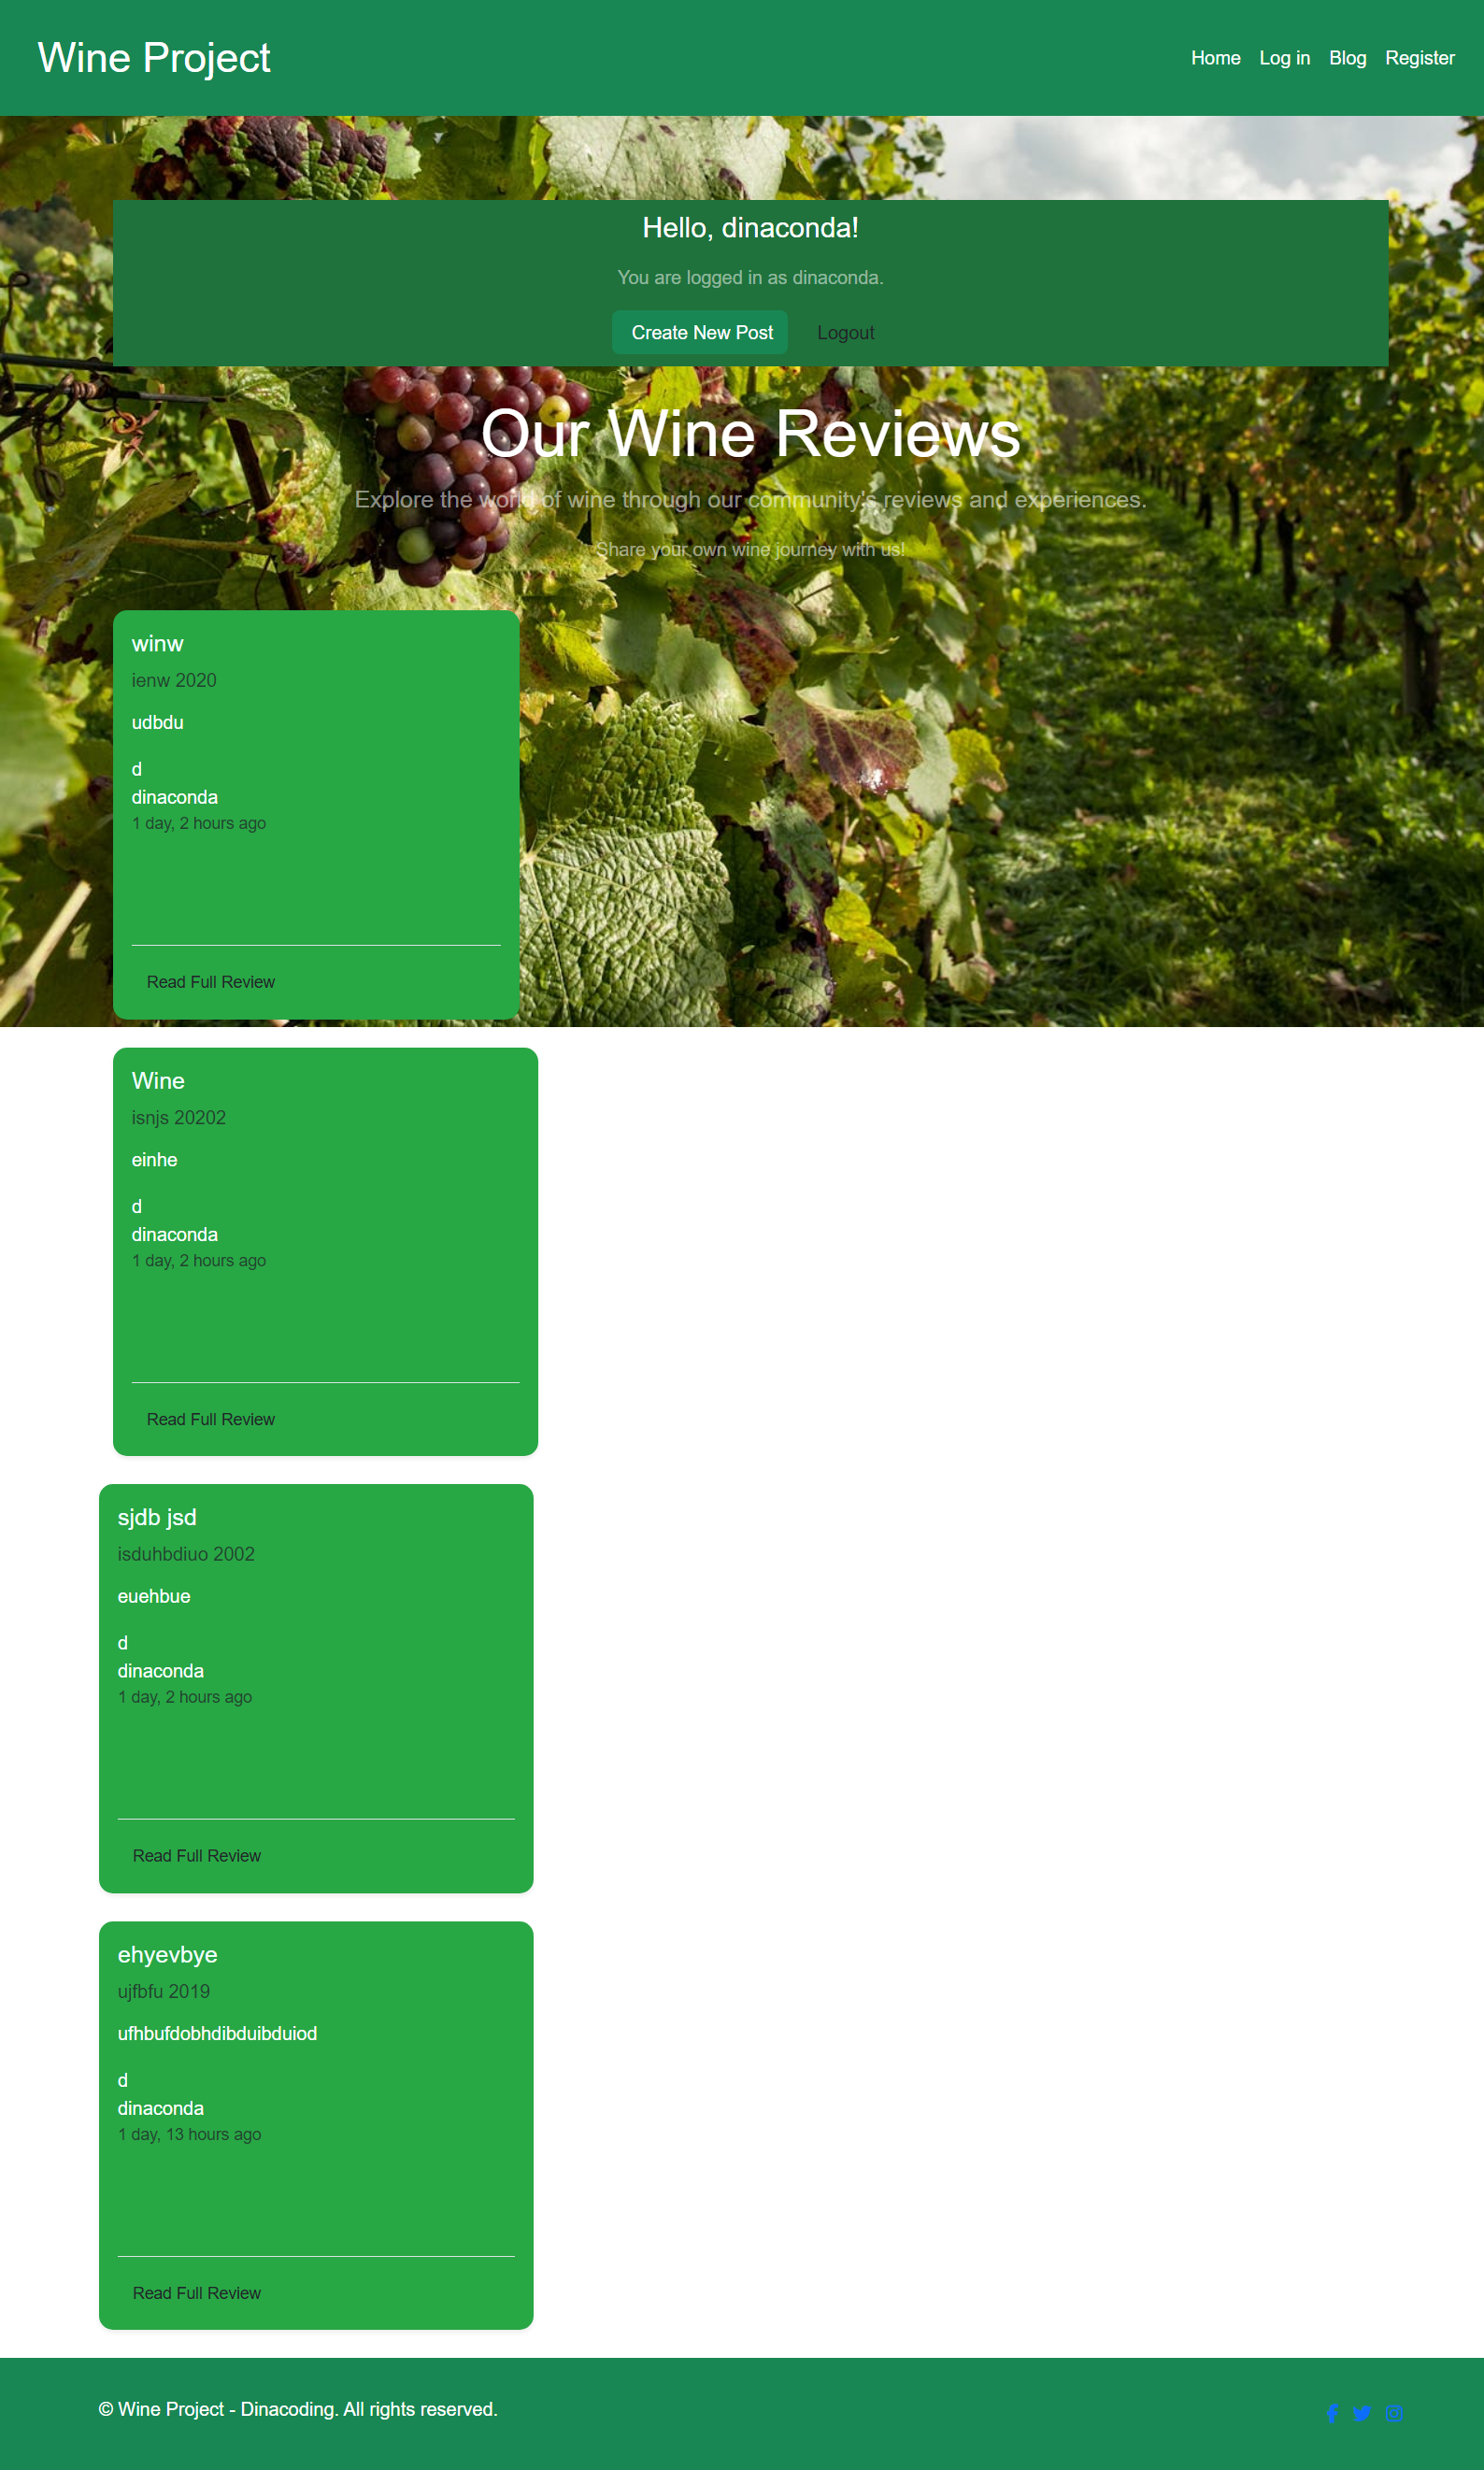 Wine Project
Home Log in Blog Register
Hello, dinaconda!
You are logged in as dinaconda.
Create New Post Logout
Our Wine Reviews
Explore the world of wine through our community's reviews and experiences.
Share your own wine journey with us!
winw
ienw 2020
udbdu
d
dinaconda
1 day, 2 hours ago
Read Full Review
Wine
isnjs 20202
einhe
d
dinaconda
1 day, 2 hours ago
Read Full Review
sjdb jsd
isduhbdiuo 2002
euehbue
d
dinaconda
1 day, 2 hours ago
Read Full Review
ehyevbye
ujfbfu 2019
ufhbufdobhdibduibduiod
d
dinaconda
1 day, 13 hours ago
Read Full Review
© Wine Project - Dinacoding. All rights reserved.